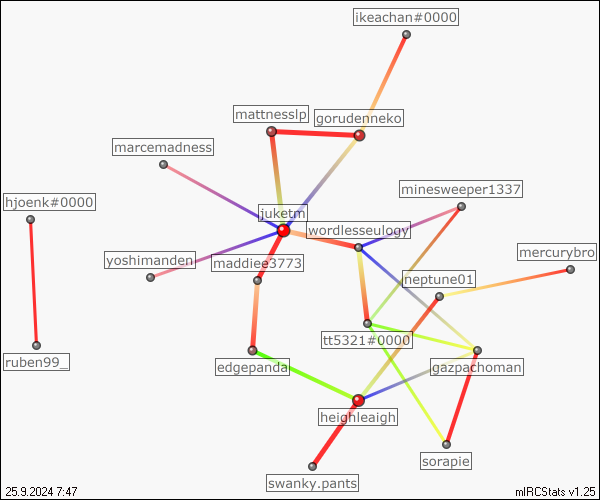 ikeachan#0000
mattnesslp
gorudenneko
marcemadness
minesweeper1337
hjoenk#0000
juketm
wordlesseulogy
mercurybro
yoshimanden
maddiee3773
neptune01
tt5321#0000
ruben99_
edgepanda
gazpachoman
heighleaigh
sorapie
swanky.pants
25.9.2024 7:47
mIRCStats v1.25